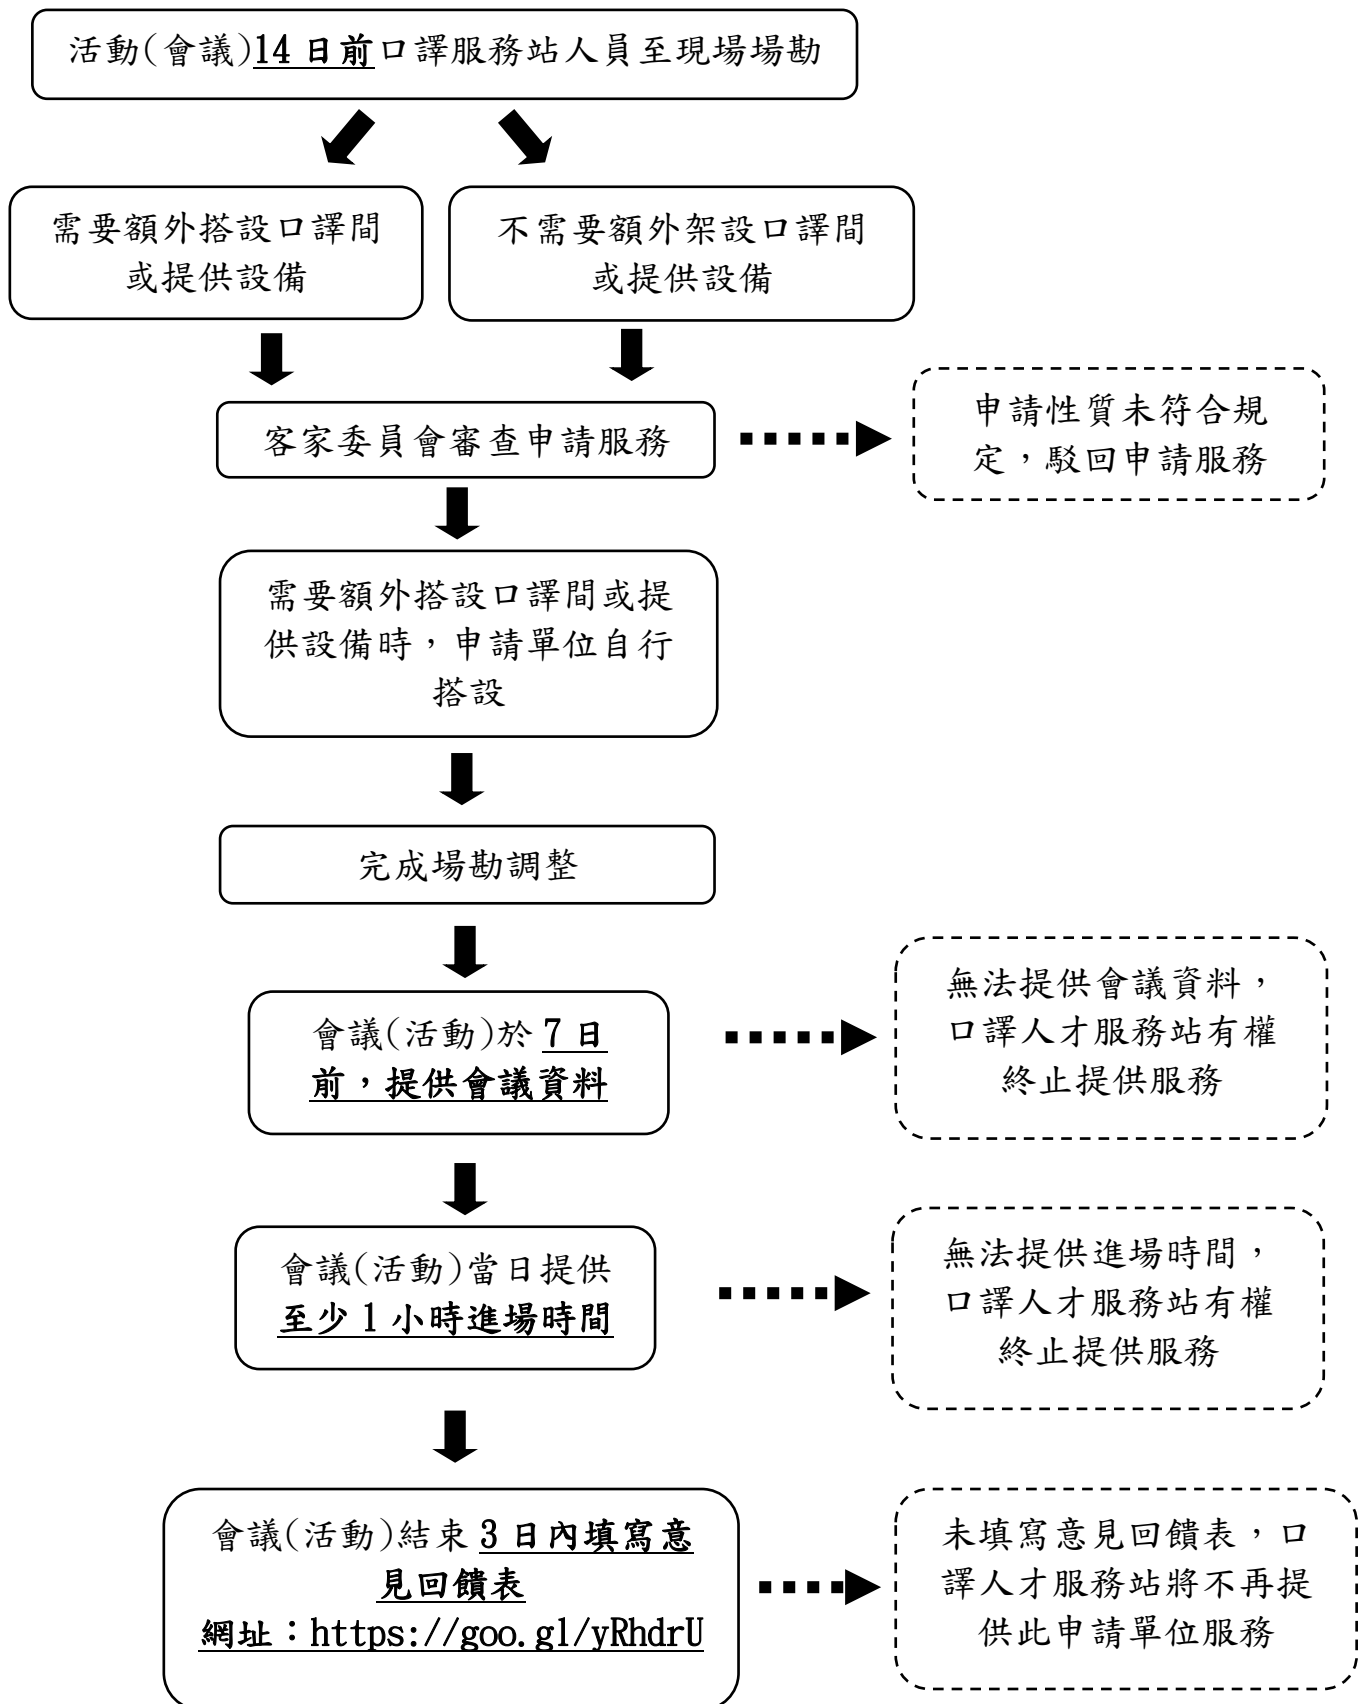 活動(會議)14日前口譯服務站人員至現場場勘
需要額外搭設口譯間
或提供設備
不需要額外架設口譯間
或提供設備
客家委員會審查申請服務
申請性質未符合規
定，駁回申請服務
需要額外搭設口譯間或提
供設備時，申請單位自行
搭設
完成場勘調整
會議(活動)於 7日
前，提供會議資料
無法提供會議資料，
口譯人才服務站有權
終止提供服務
會議(活動)當日提供
至少1小時進場時間
無法提供進場時間，
口譯人才服務站有權
終止提供服務
會議(活動)結束 3日內填寫意
見回饋表
網址：https://goo.gl/yRhdrU
未填寫意見回饋表，口
譯人才服務站將不再提
供此申請單位服務